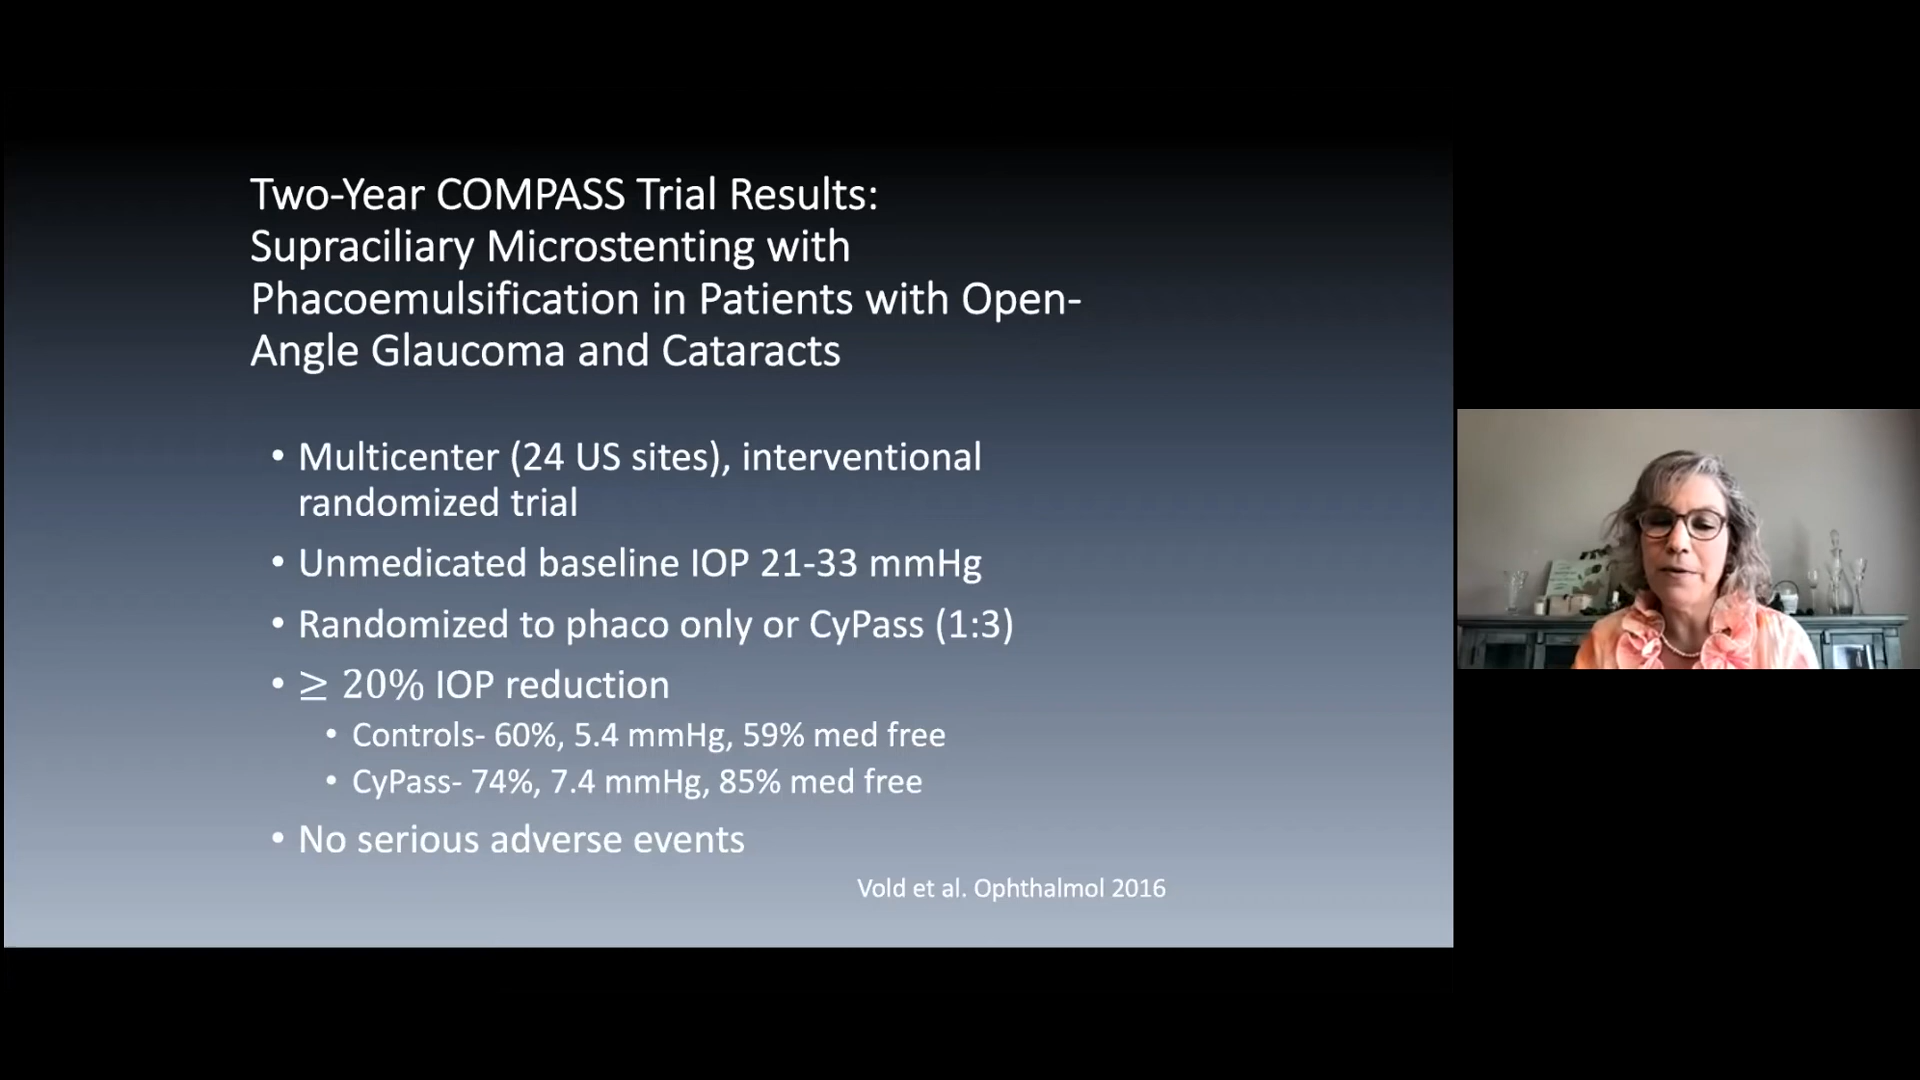 Two-Year COMPASS Trial Results:
Supraciliary Microstenting with
Phacoemulsification in Patients with Open-
Angle Glaucoma and Cataracts
• Multicenter (24 US sites), interventional
randomized trial
• Unmedicated baseline IOP 21-33 mmHg
• Randomized to phaco only or CyPass (1:3)
• ≥ 20% IOP reduction
• Controls- 60%, 5.4 mmHg, 59% med free
• CyPass- 74%, 7.4 mmHg, 85% med free
• No serious adverse events
Vold et al. Ophthalmol 2016